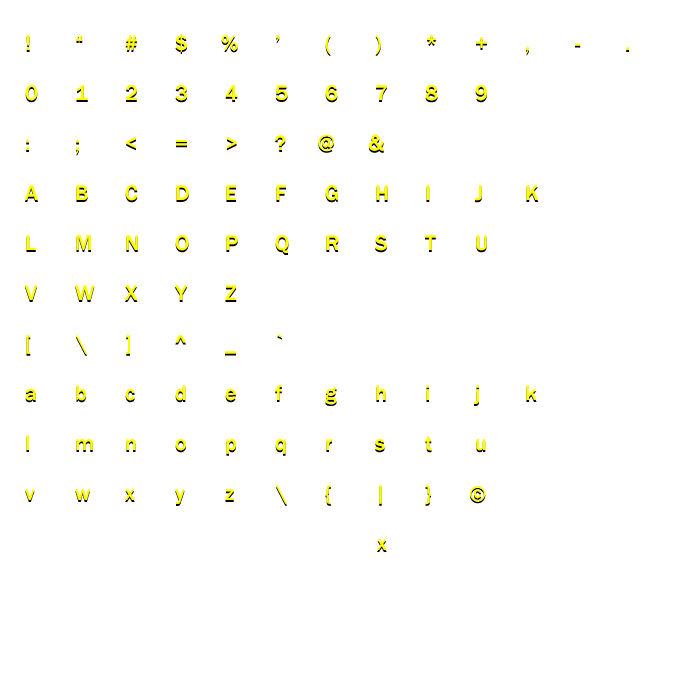 ! " # $ % ’ ( ) * + , - .
0 1 2 3 4 5 6 7 8 9
: ; < = > ? @ &
A B C D E F G H I J K
L M N O P Q R S T U
V W X Y Z
[ \ ] ^ _ `
a b c d e f g h i j k
l m n o p q r s t u
v w x y z \ { | } ©
x